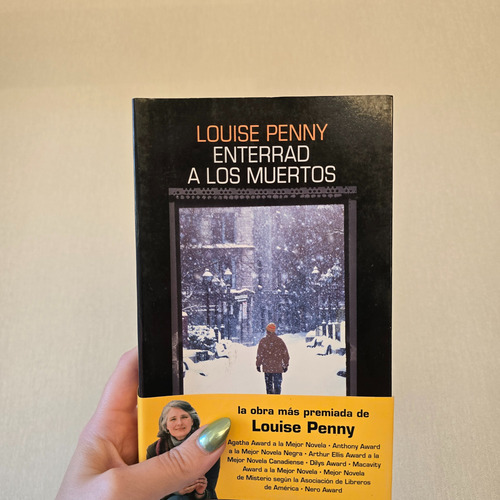 LOUISE PENNY
ENTERRAD
A LOS MUERTOS
la obra más premiada de
Louise Penny
Agatha Award a la Mejor Novela • Anthony Award
a la Mejor Novela Negra • Arthur Ellis Award a la
Mejor Novela Canadiense • Dilys Award • Macavity
Award a la Mejor Novela • Mejor Novela
de Misterio según la Asociación de Libreros
de América • Nero Award